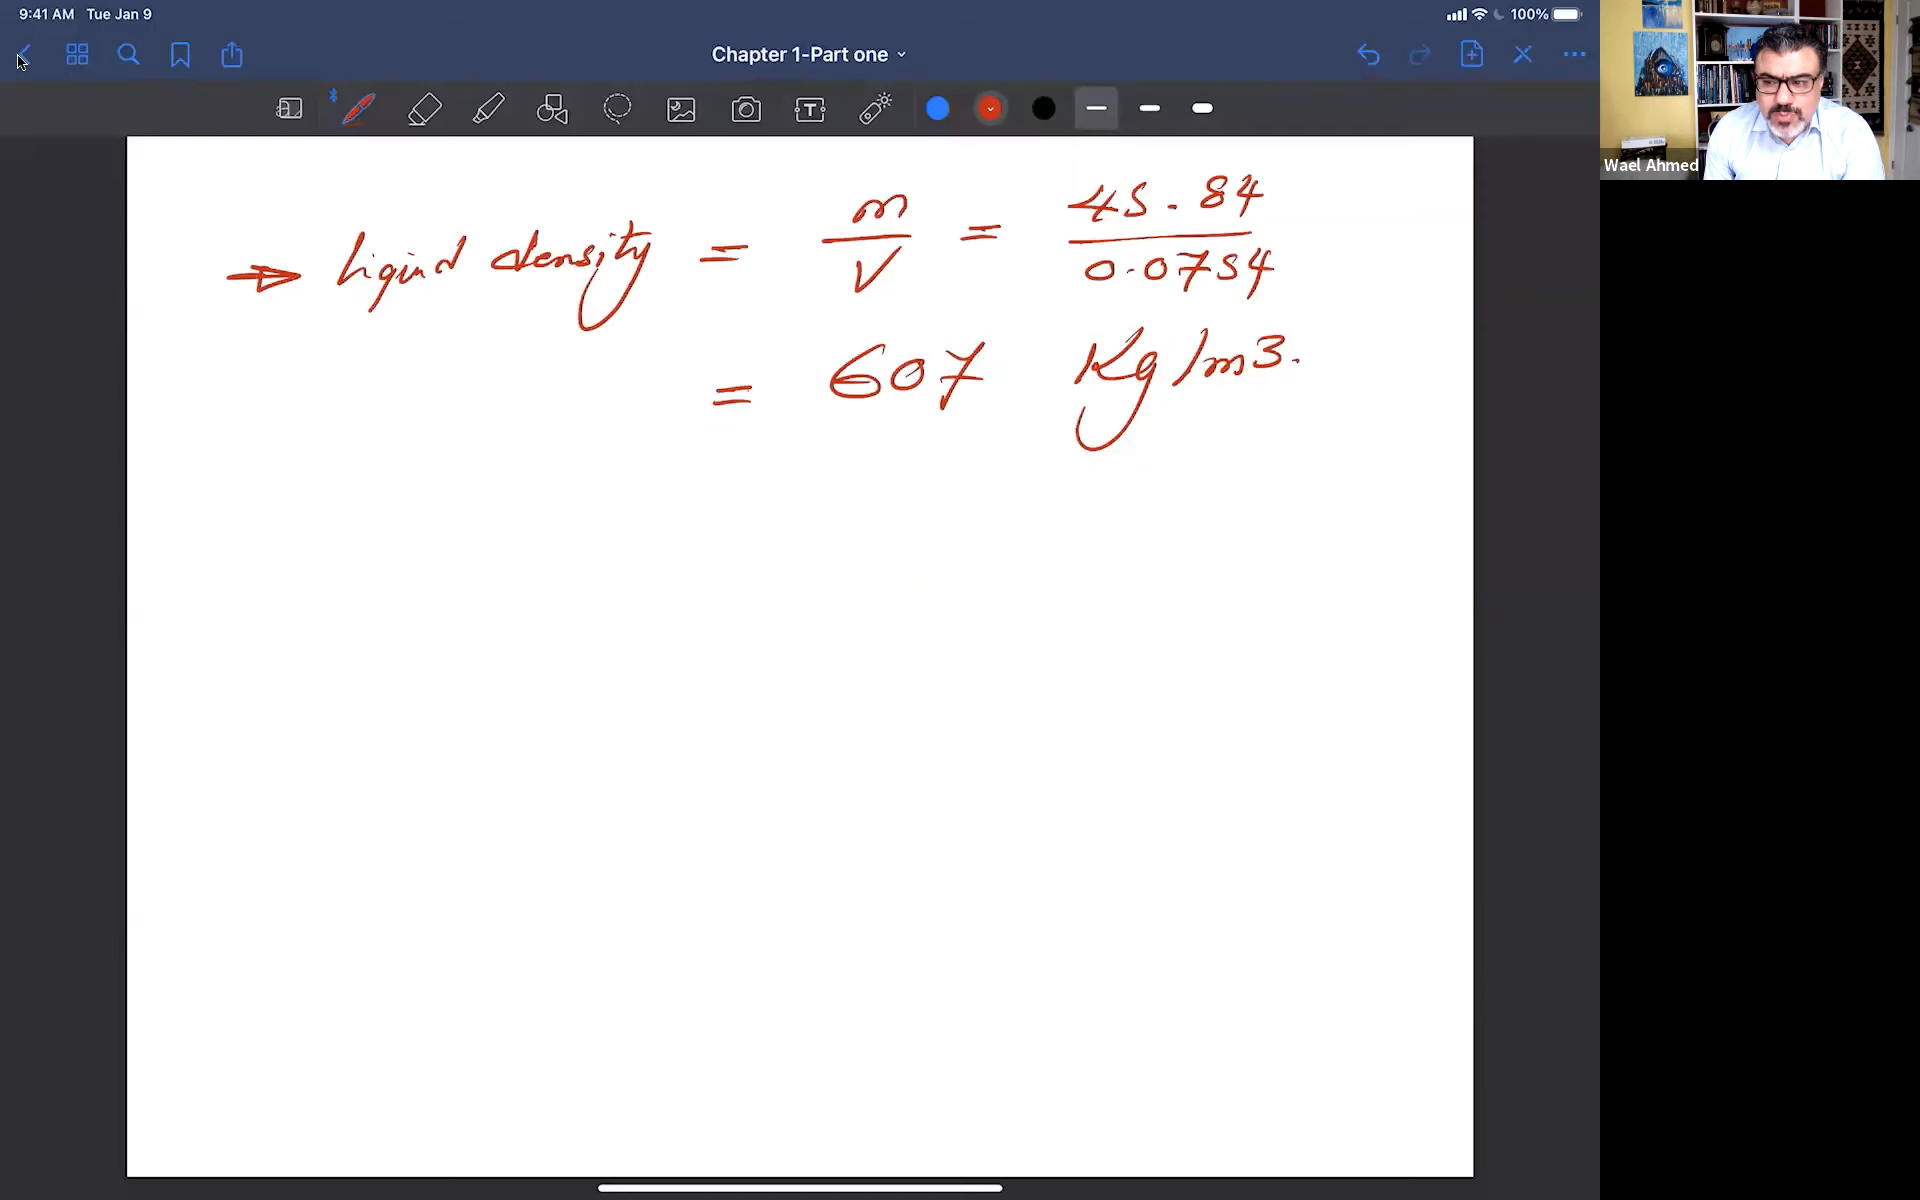 9:41 AM Tue Jan 9
100%
Chapter 1-Part one
T
Wael Ahmed
⇒ Liquid density = m/V = 45.84/0.0754
= 607 Kg/m3.